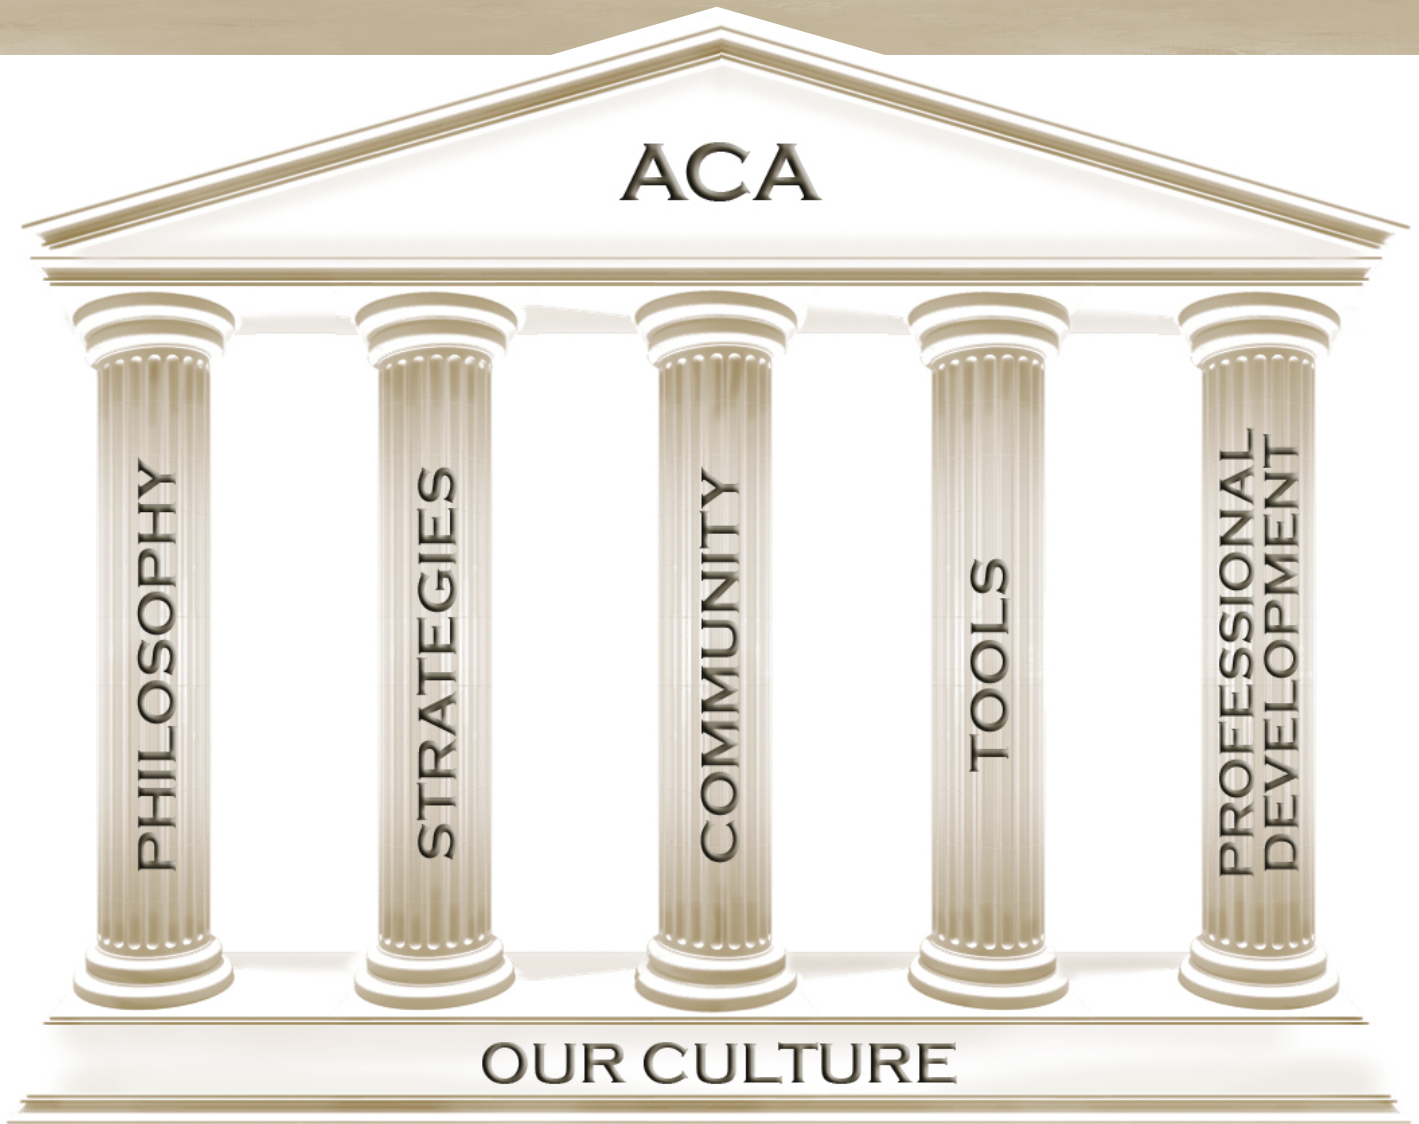 ACA
PHILOSOPHY
STRATEGIES
COMMUNITY
TOOLS
PROFESSIONAL
DEVELOPMENT
OUR CULTURE